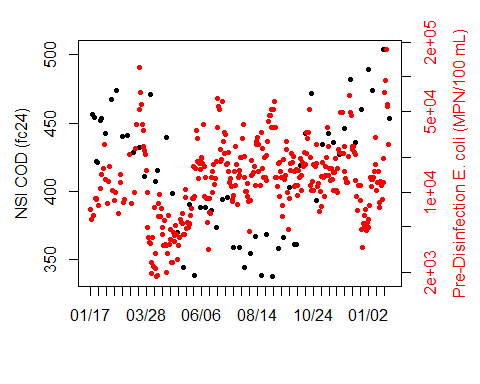 NSI COD (fc24)
500
450
400
350
2e+05
5e+04
1e+04
2e+03
Pre-Disinfection E. coli (MPN/100 mL)
01/17 03/28 06/06 08/14 10/24 01/02